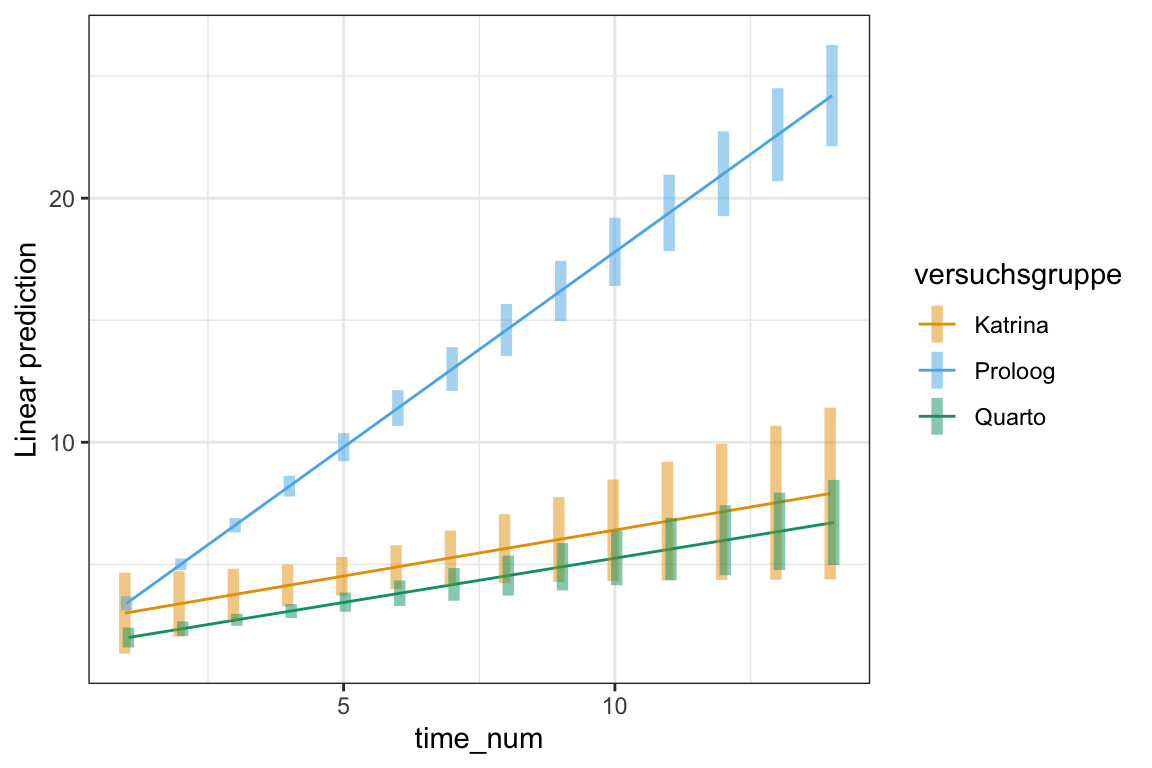 20
10
Linear prediction
5 10
time_num
versuchsgruppe
Katrina
Proloog
Quarto